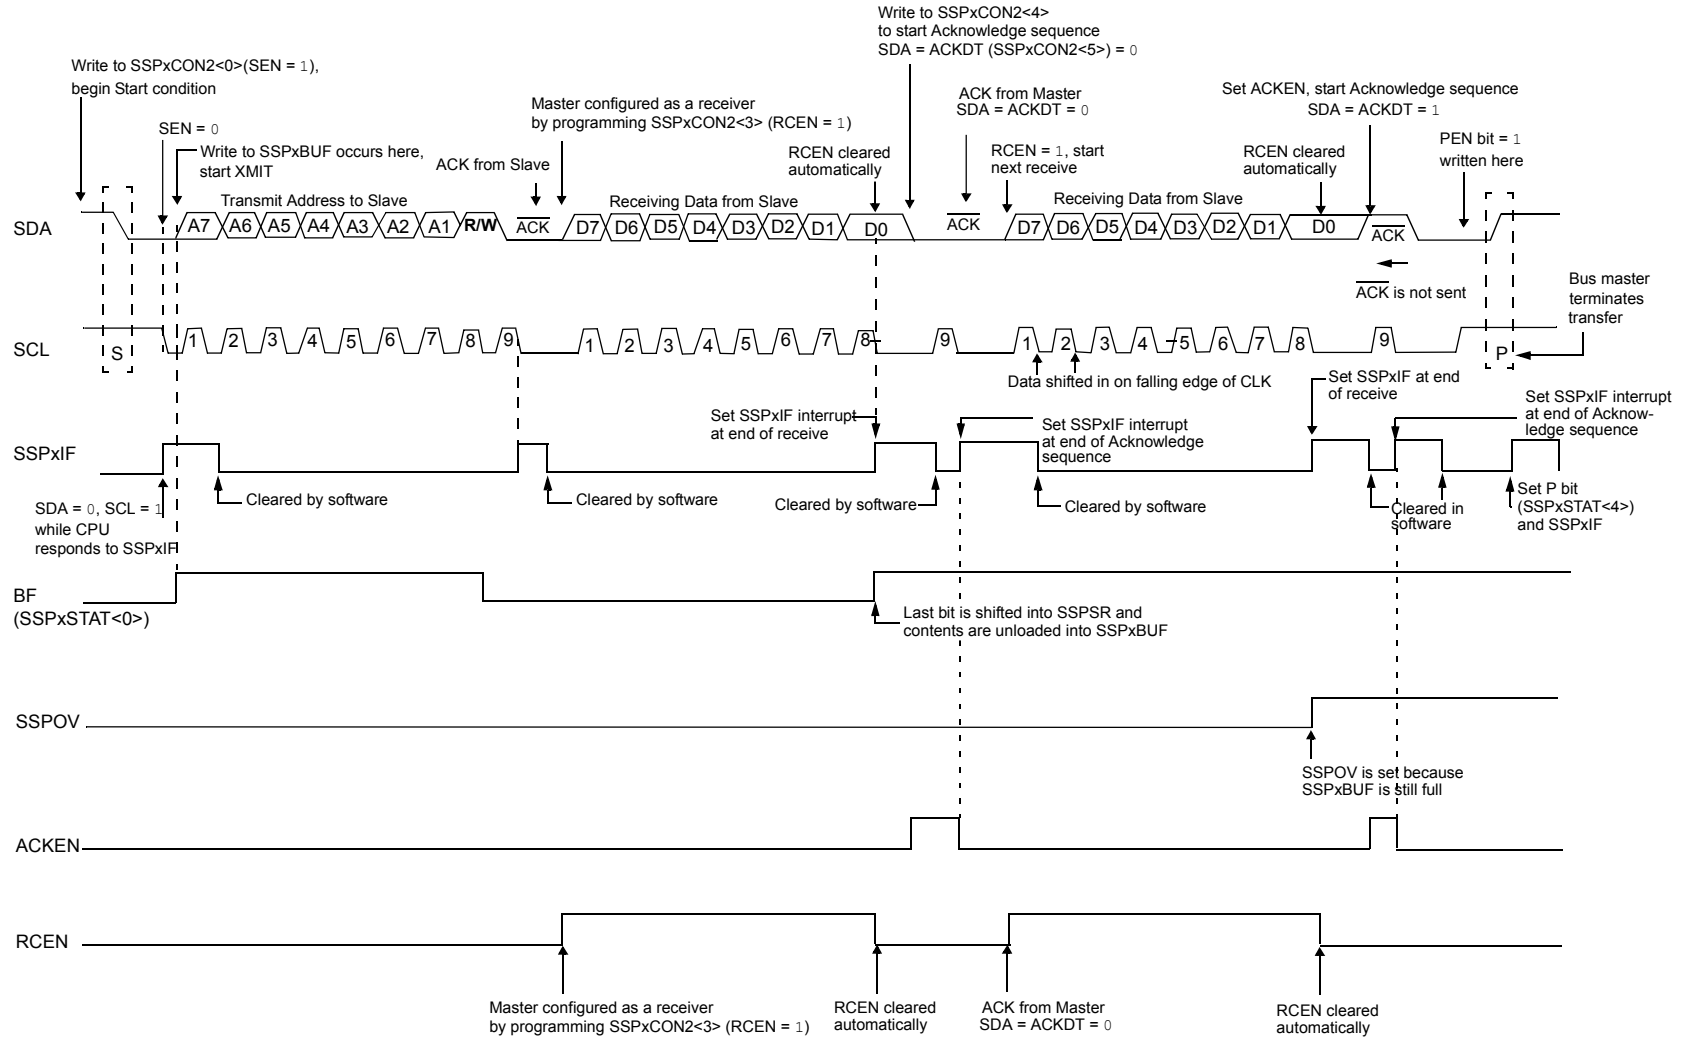 Write to SSPxCON2<4>
to start Acknowledge sequence
SDA = ACKDT (SSPxCON2<5>) = 0
Write to SSPxCON2<0>(SEN = 1),
begin Start condition
ACK from Master
SDA = ACKDT = 0
Set ACKEN, start Acknowledge sequence
SDA = ACKDT = 1
Master configured as a receiver
by programming SSPxCON2<3> (RCEN = 1)
SEN = 0
PEN bit = 1
written here
Write to SSPxBUF occurs here,
start XMIT
ACK from Slave
RCEN cleared
automatically
RCEN = 1, start
next receive
RCEN cleared
automatically
Transmit Address to Slave
Receiving Data from Slave
Receiving Data from Slave
SDA
A7 A6 A5 A4 A3 A2 A1 R/W ACK D7 D6 D5 D4 D3 D2 D1 D0 ACK D7 D6 D5 D4 D3 D2 D1 D0 ACK
ACK is not sent
Bus master
terminates
transfer
SCL
S 1 2 3 4 5 6 7 8 9 1 2 3 4 5 6 7 8 9 1 2 3 4 5 6 7 8 9 P
Data shifted in on falling edge of CLK
Set SSPxIF at end
of receive
Set SSPxIF interrupt
at end of Acknow-
ledge sequence
Set SSPxIF interrupt
at end of receive
Set SSPxIF interrupt
at end of Acknowledge
sequence
SSPxIF
Cleared by software
Cleared by software
Cleared by software
Cleared by software
Cleared in
software
Set P bit
(SSPxSTAT<4>)
and SSPxIF
SDA = 0, SCL = 1
while CPU
responds to SSPxIF
BF
(SSPxSTAT<0>)
Last bit is shifted into SSPSR and
contents are unloaded into SSPxBUF
SSPOV
SSPOV is set because
SSPxBUF is still full
ACKEN
RCEN
Master configured as a receiver
by programming SSPxCON2<3> (RCEN = 1)
RCEN cleared
automatically
ACK from Master
SDA = ACKDT = 0
RCEN cleared
automatically